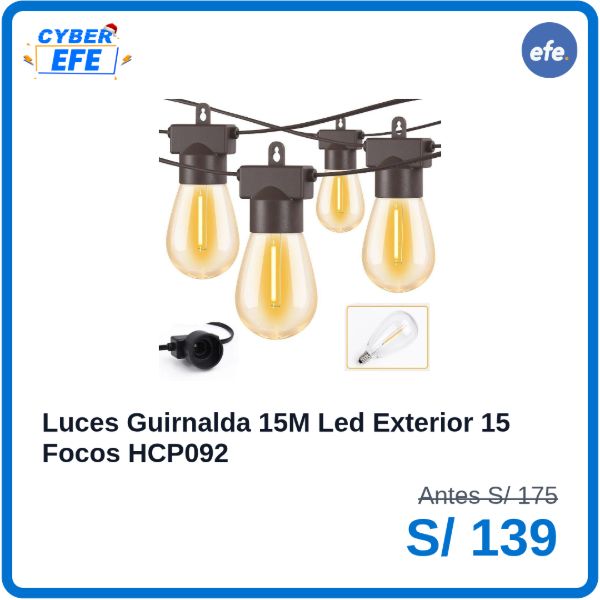 CYBER
EFE
efe.
Luces Guirnalda 15M Led Exterior 15
Focos HCP092
Antes S/ 175
S/ 139